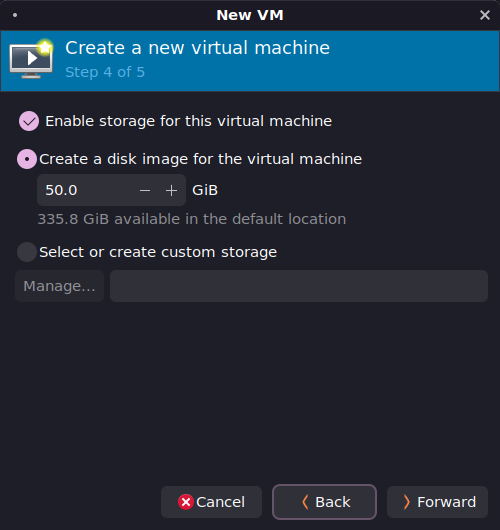 New VM
Create a new virtual machine
Step 4 of 5
Enable storage for this virtual machine
Create a disk image for the virtual machine
50.0 − + GiB
335.8 GiB available in the default location
Select or create custom storage
Manage...
Cancel Back Forward